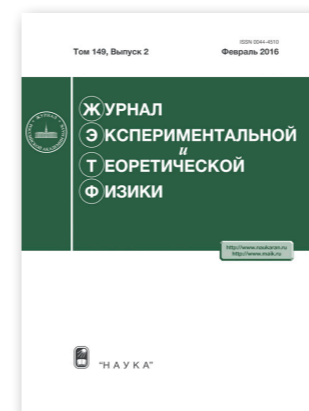 ISSN 0044-4510
Том 149, Выпуск 2
Февраль 2016
ЖУРНАЛ
ЭКСПЕРИМЕНТАЛЬНОЙ
и
ТЕОРЕТИЧЕСКОЙ
ФИЗИКИ
http://www.naukaran.ru
http://www.maik.ru
"НАУКА"